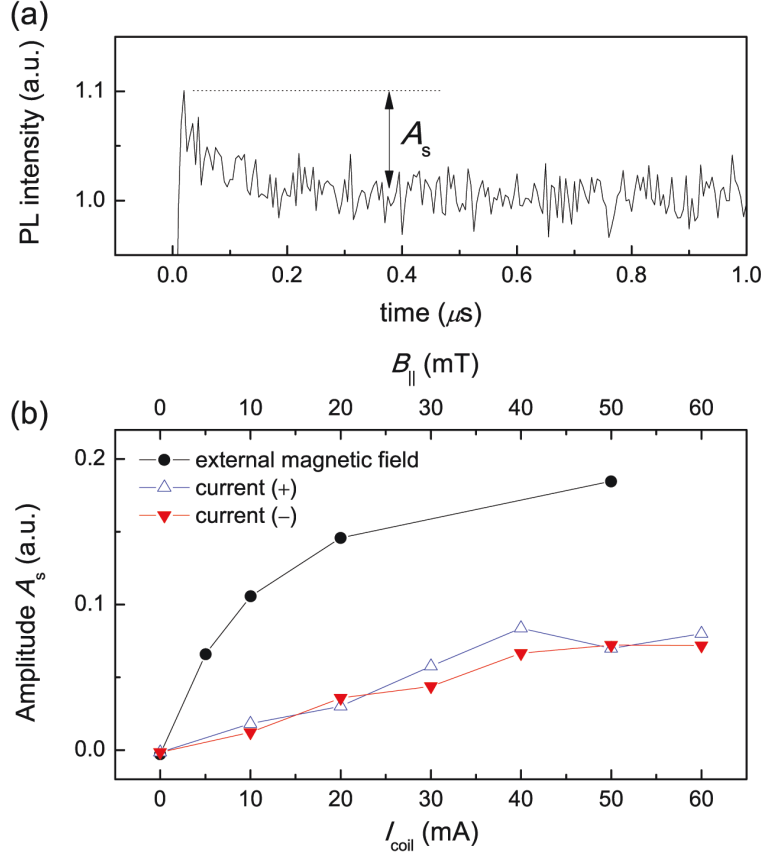 (a)
PL intensity (a.u.)
1.1
1.0
A_s
0.0 0.2 0.4 0.6 0.8 1.0
time (μs)
B_|| (mT)
(b)
0 10 20 30 40 50 60
0.2
0.1
0.0
Amplitude A_s (a.u.)
external magnetic field
current (+)
current (−)
0 10 20 30 40 50 60
I_coil (mA)